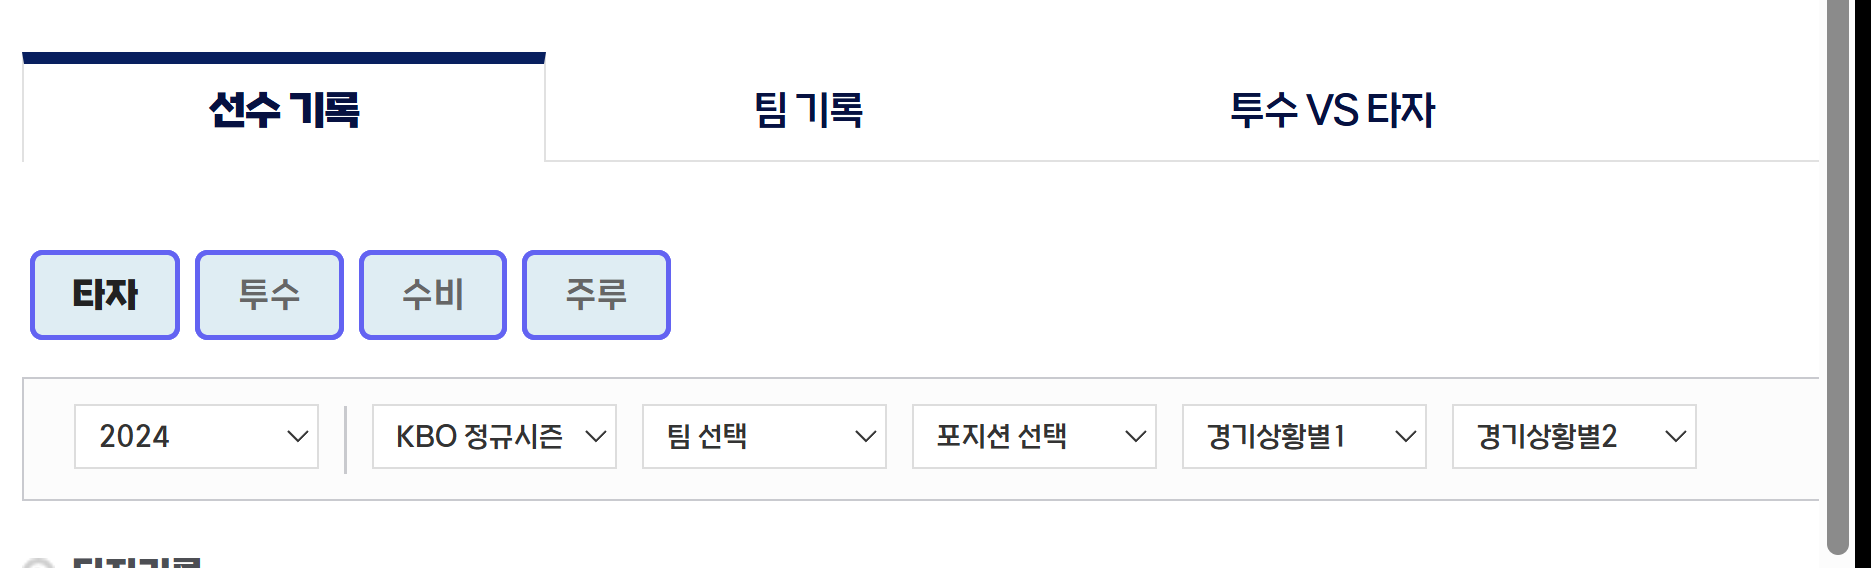 선수 기록 팀 기록 투수 VS 타자
타자 투수 수비 주루
2024 KBO 정규시즌 팀 선택 포지션 선택 경기상황별1 경기상황별2